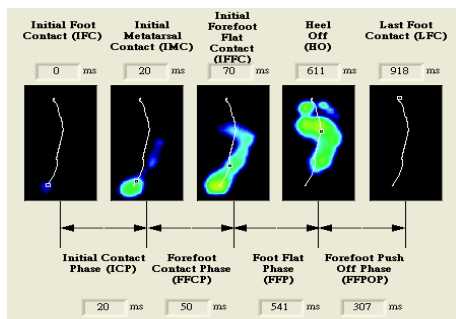 Initial Foot
Contact (IFC)
Initial
Metatarsal
Contact (IMC)
Initial
Forefoot
Flat
Contact
(IFFC)
Heel
Off
(HO)
Last Foot
Contact (LFC)
0 ms
20 ms
70 ms
611 ms
918 ms
Initial Contact
Phase (ICP)
Forefoot
Contact Phase
(FFCP)
Foot Flat
Phase
(FFP)
Forefoot Push
Off Phase
(FFPOP)
20 ms
50 ms
541 ms
307 ms